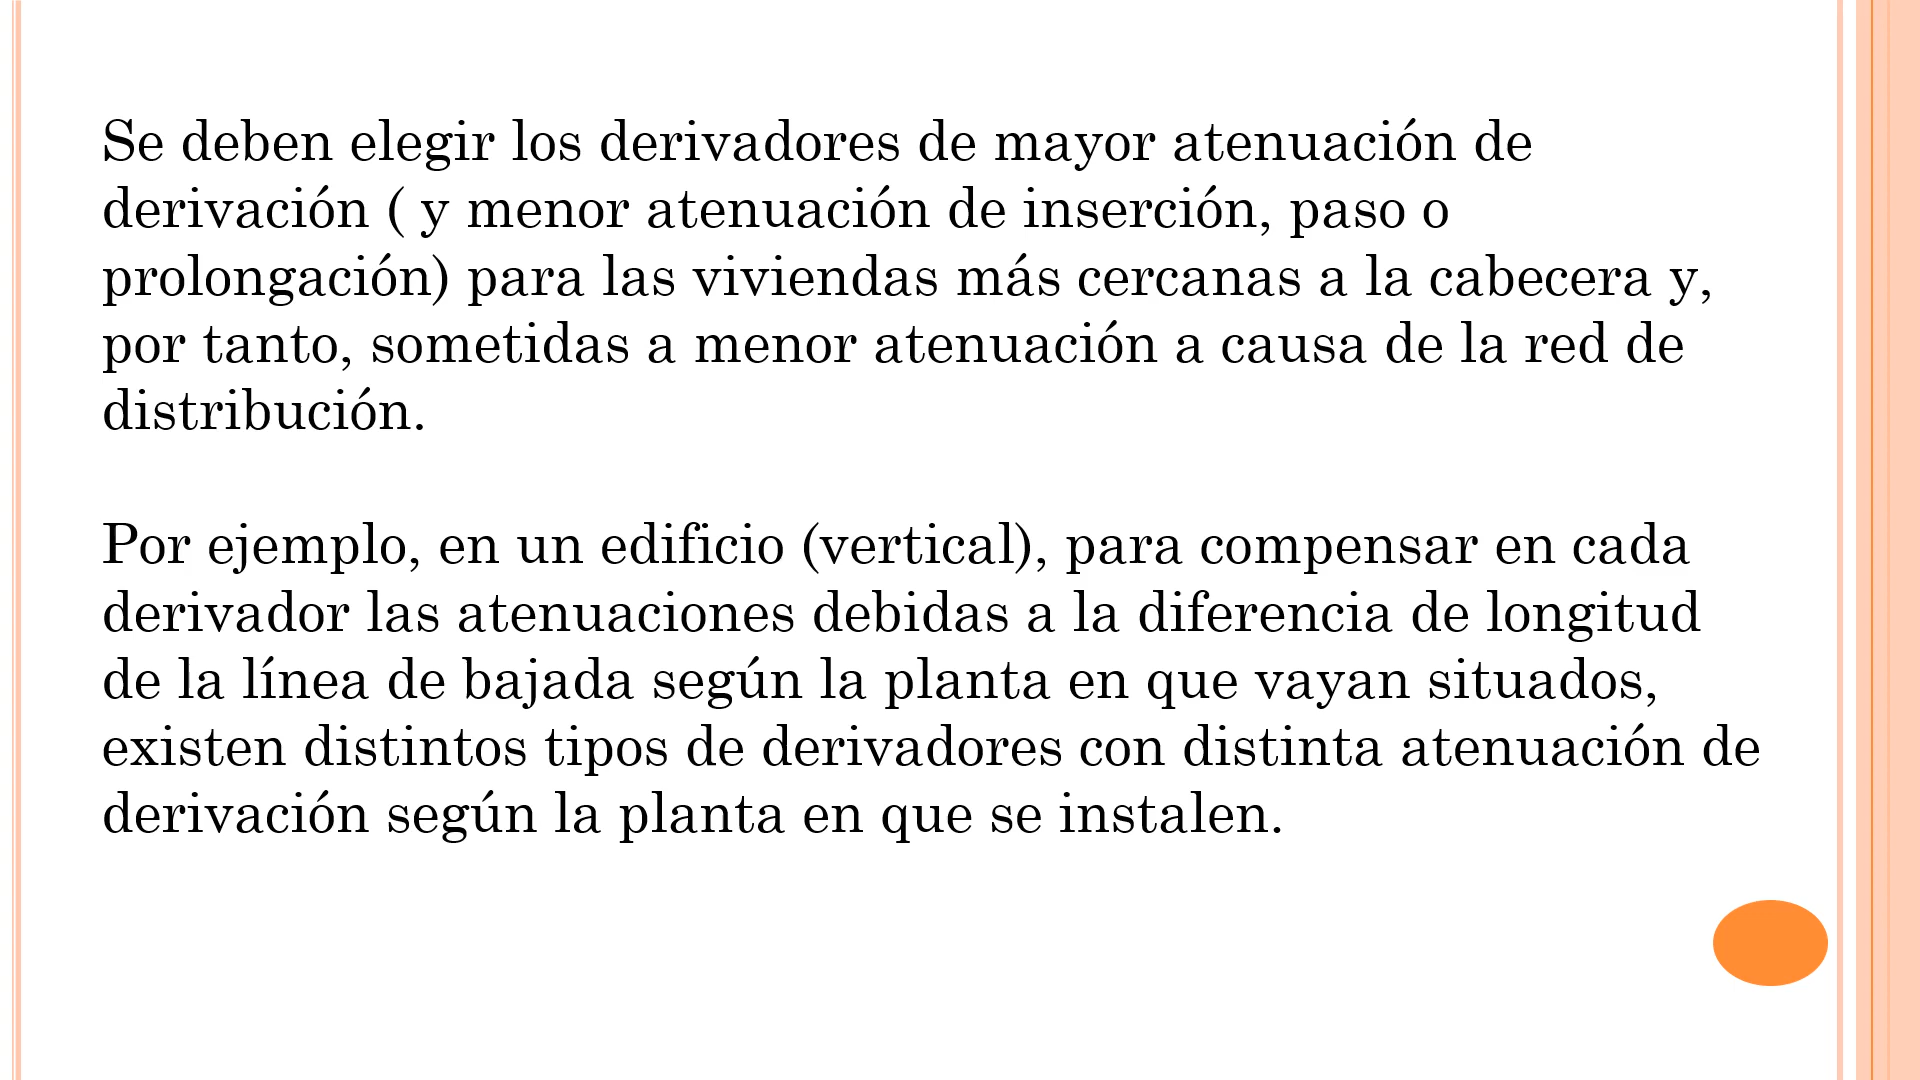 Se deben elegir los derivadores de mayor atenuación de
derivación ( y menor atenuación de inserción, paso o
prolongación) para las viviendas más cercanas a la cabecera y,
por tanto, sometidas a menor atenuación a causa de la red de
distribución.
Por ejemplo, en un edificio (vertical), para compensar en cada
derivador las atenuaciones debidas a la diferencia de longitud
de la línea de bajada según la planta en que vayan situados,
existen distintos tipos de derivadores con distinta atenuación de
derivación según la planta en que se instalen.